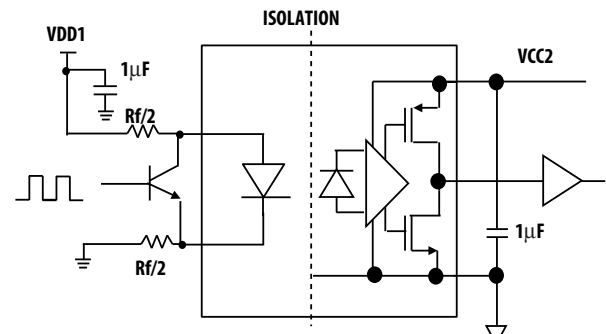 ISOLATION
VDD1
1μF
VCC2
Rf/2
1μF
Rf/2